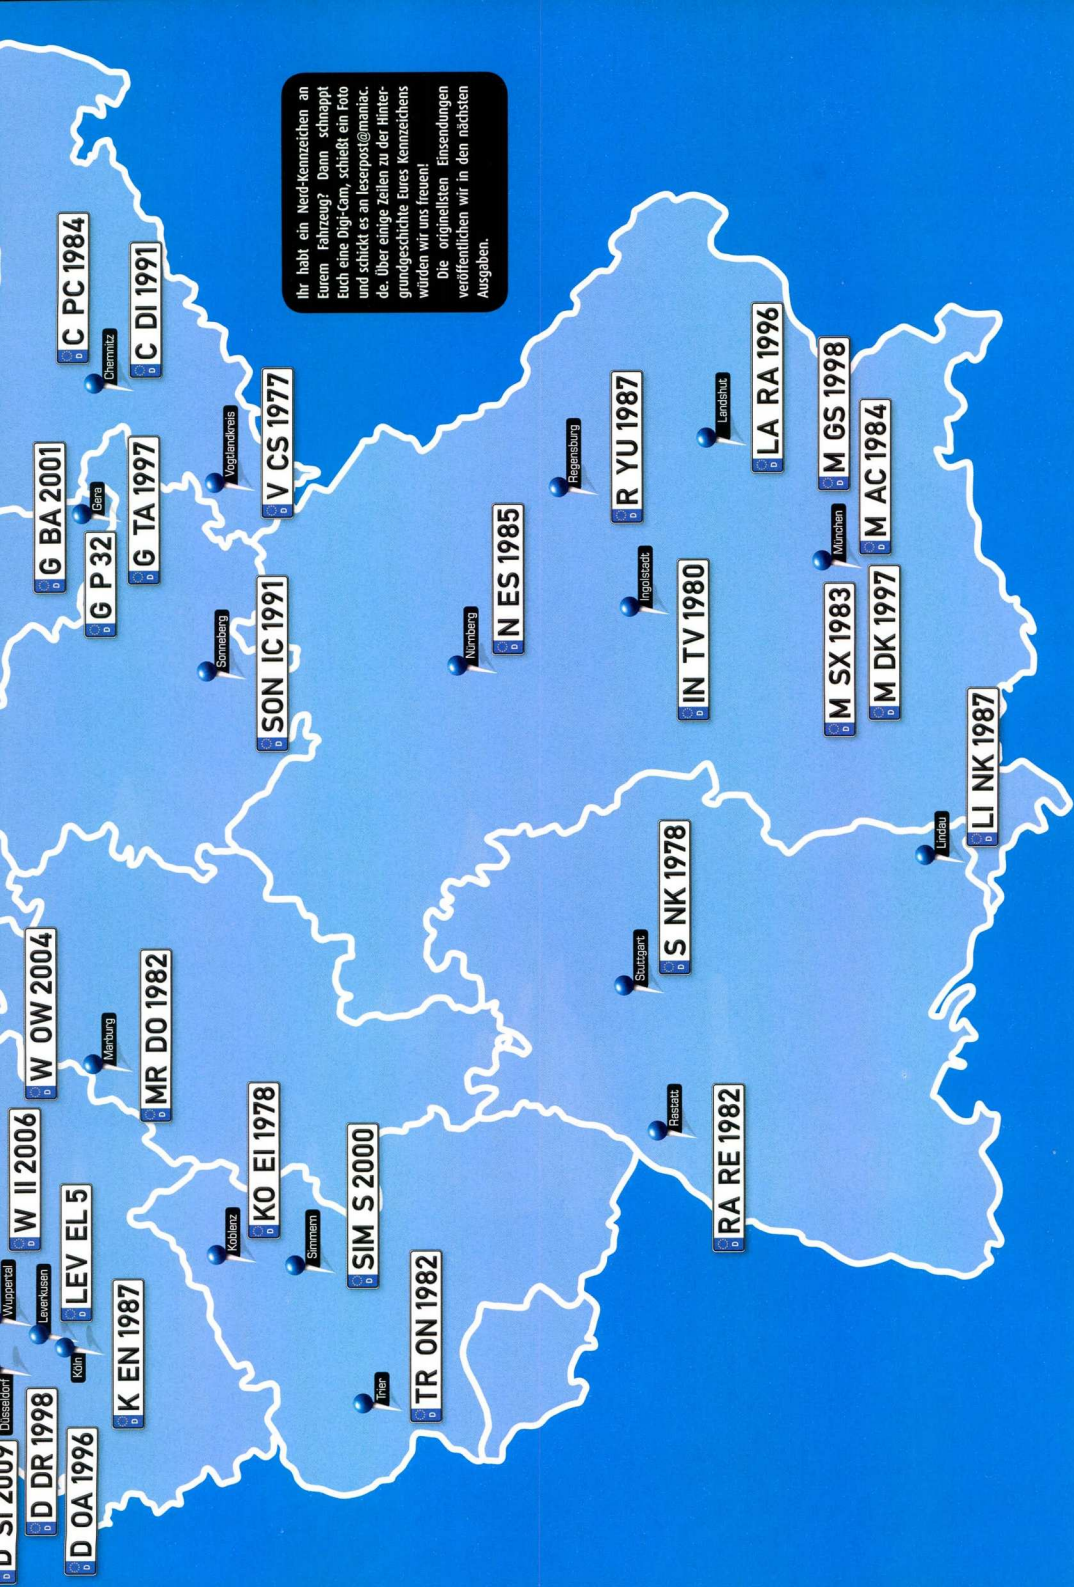 D SI 2009
Düsseldorf
D DR 1998
D OA 1996
Wuppertal
W II 2006
W OW 2004
Leverkusen
LEV EL 5
Köln
K EN 1987
Marburg
MR DO 1982
Koblenz
KO EI 1978
Simmern
SIM S 2000
Trier
TR ON 1982
G BA 2001
Gera
G P 32
G TA 1997
C PC 1984
Chemnitz
C DI 1991
Sonneberg
SON IC 1991
Vogtlandkreis
V CS 1977
Ihr habt ein Nerd-Kennzeichen an
Eurem Fahrzeug? Dann schnappt
Euch eine Digi-Cam, schießt ein Foto
und schickt es an leserpost@maniac.
de. Über einige Zeilen zu der Hinter-
grundgeschichte Eures Kennzeichens
würden wir uns freuen!
Die originellsten Einsendungen
veröffentlichen wir in den nächsten
Ausgaben.
Nürnberg
N ES 1985
Regensburg
R YU 1987
Ingolstadt
IN TV 1980
Landshut
LA RA 1996
Stuttgart
S NK 1978
Rastatt
RA RE 1982
M GS 1998
München
M AC 1984
M SX 1983
M DK 1997
Lindau
LI NK 1987